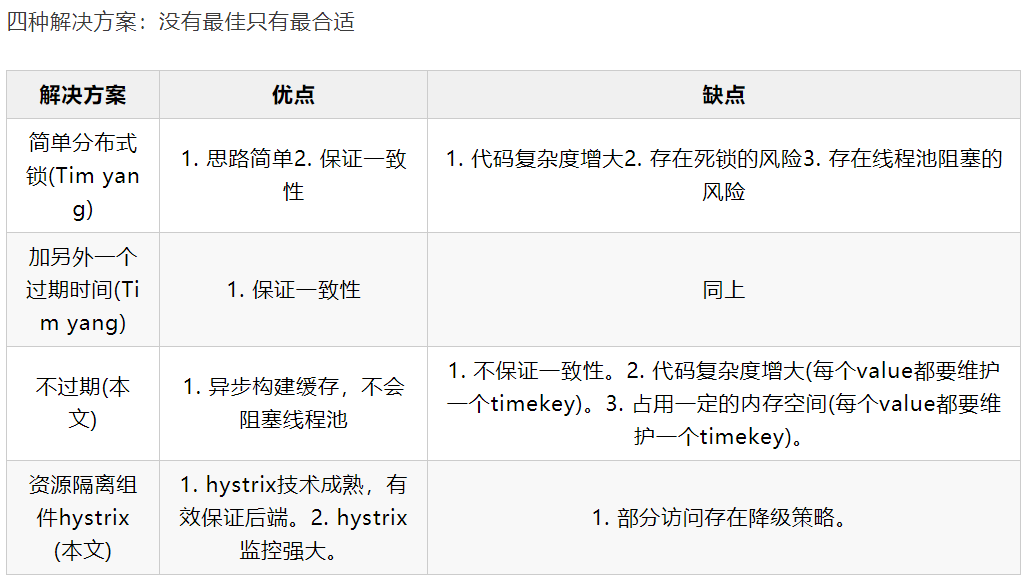 四种解决方案：没有最佳只有最合适
解决方案
优点
缺点
简单分布式
锁(Tim yan
g)
1. 思路简单2. 保证一致
性
1. 代码复杂度增大2. 存在死锁的风险3. 存在线程池阻塞的
风险
加另外一个
过期时间(Ti
m yang)
1. 保证一致性
同上
不过期(本
文)
1. 异步构建缓存，不会
阻塞线程池
1. 不保证一致性。2. 代码复杂度增大(每个value都要维护
一个timekey)。3. 占用一定的内存空间(每个value都要维
护一个timekey)。
资源隔离组
件hystrix
(本文)
1. hystrix技术成熟，有
效保证后端。2. hystrix
监控强大。
1. 部分访问存在降级策略。